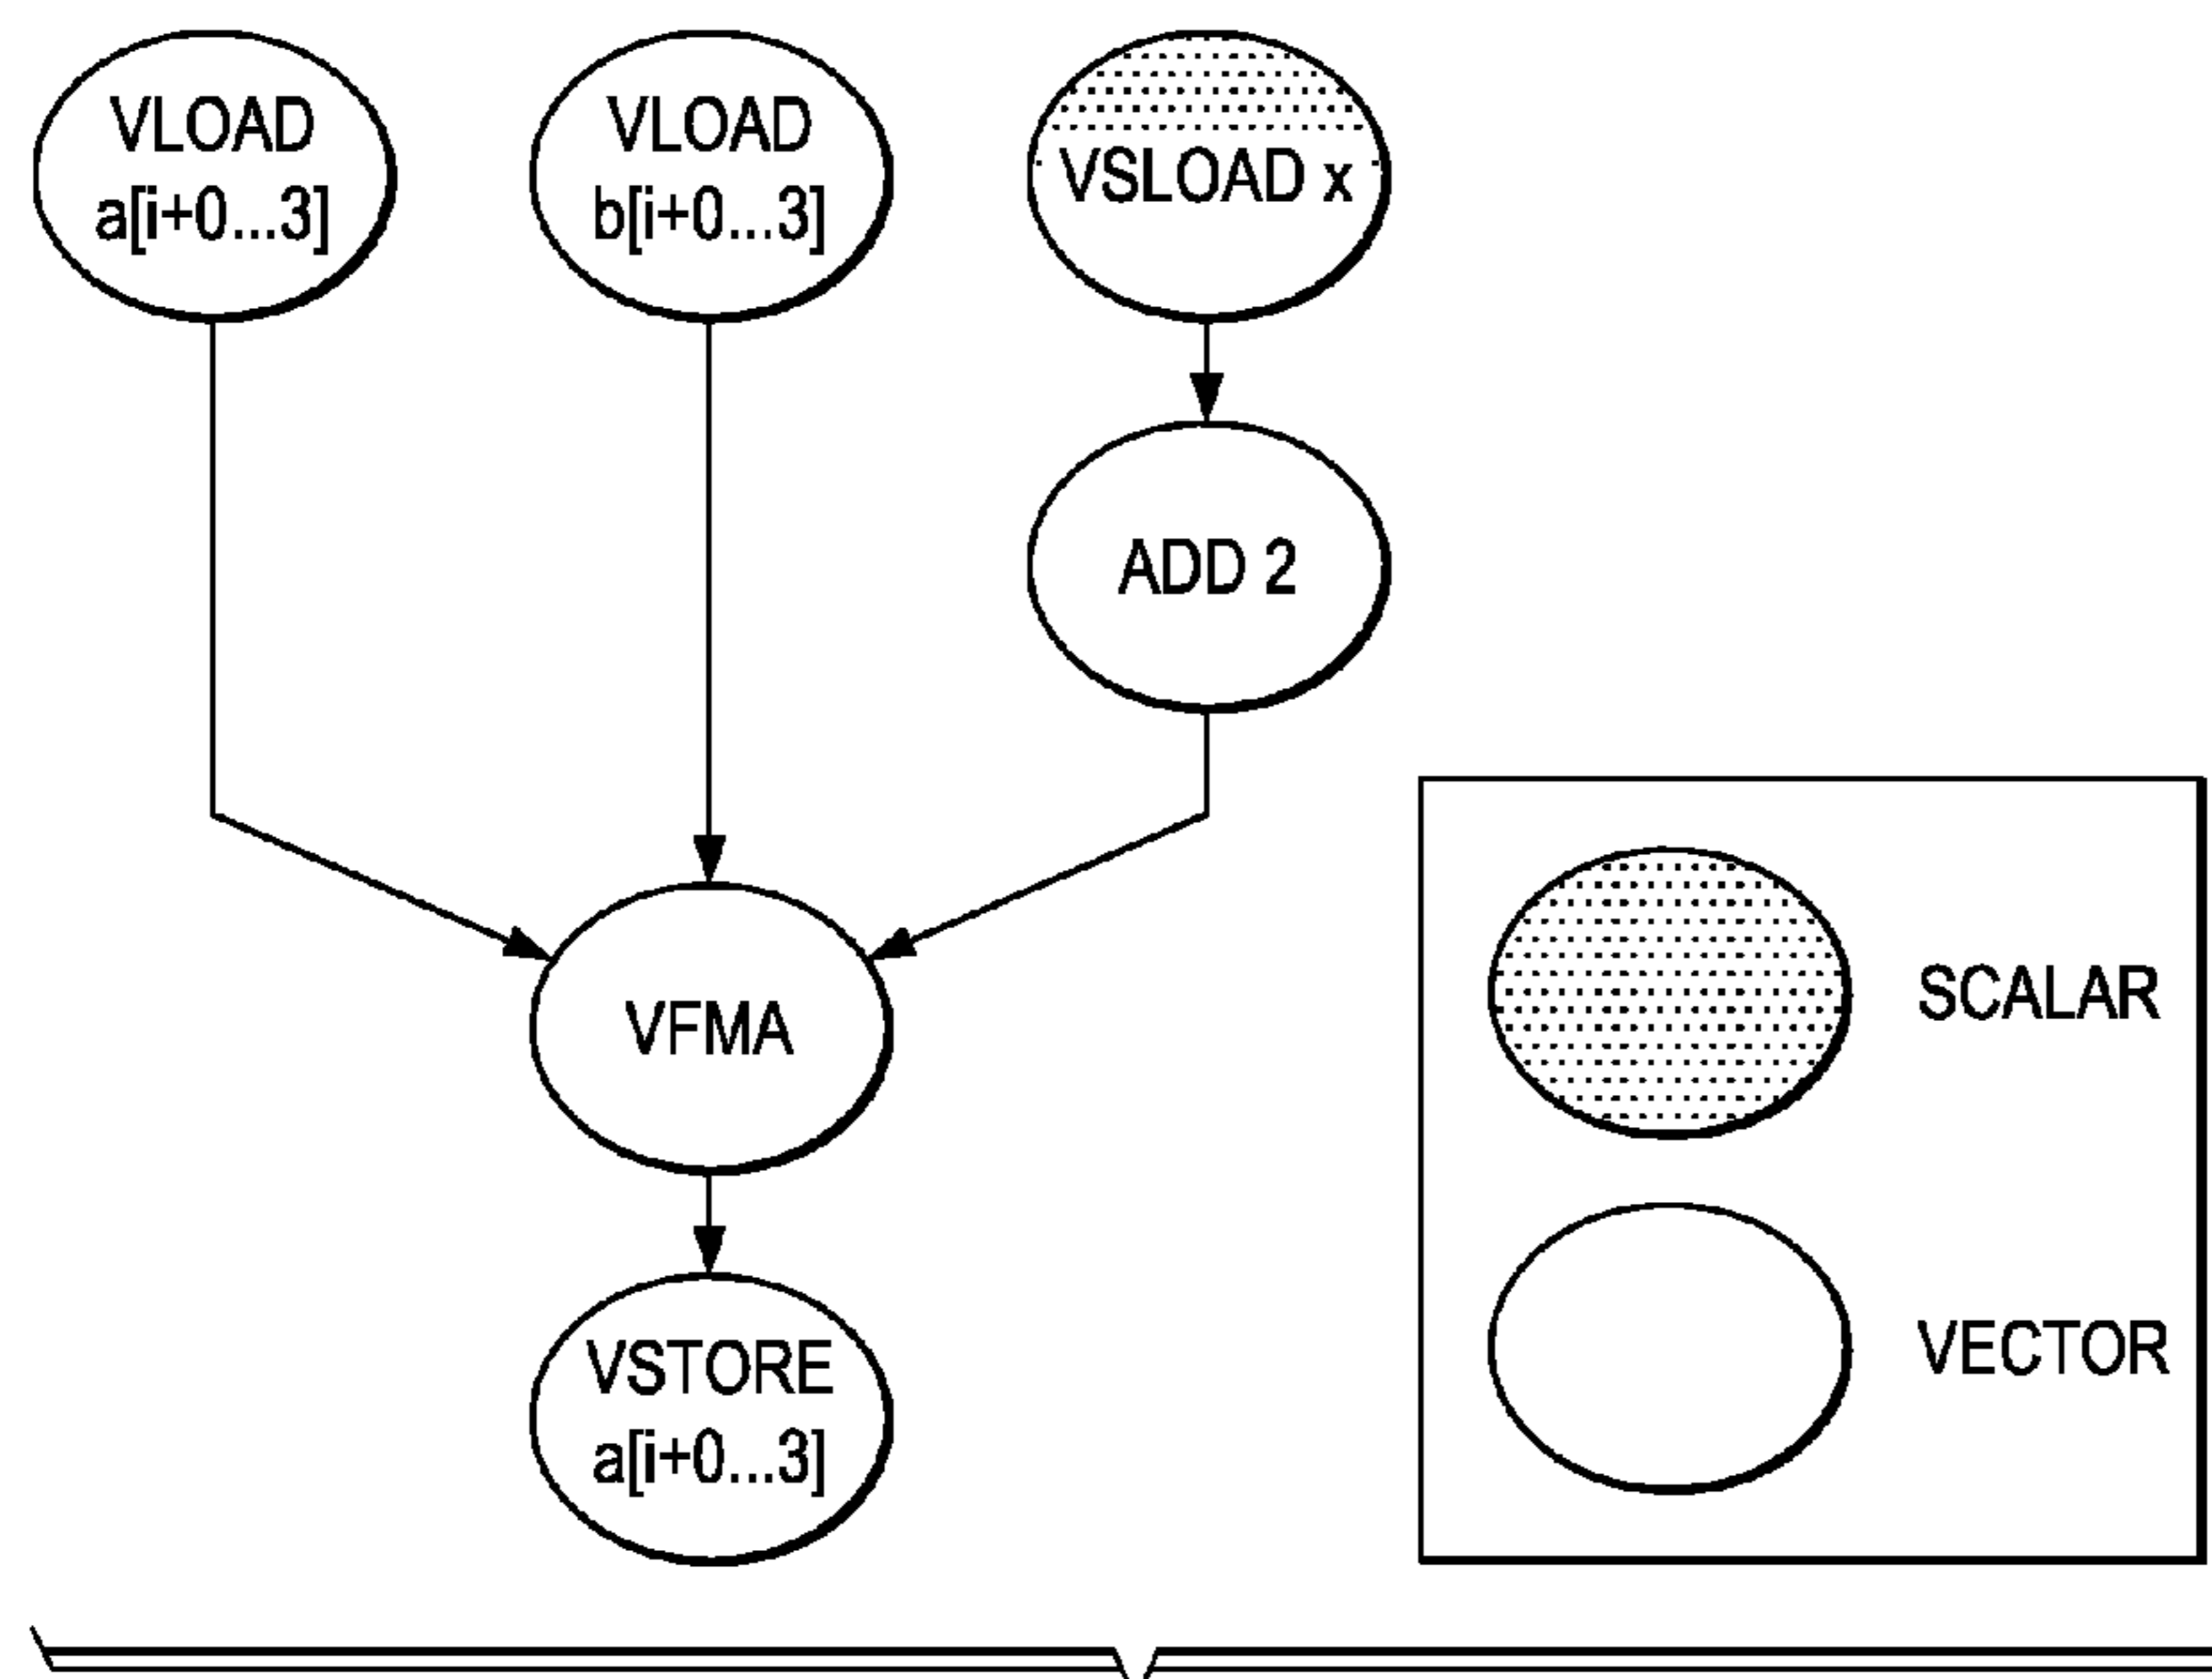 VLOAD
a[i+0...3]
VLOAD
b[i+0...3]
VSLOAD x
ADD 2
VFMA
VSTORE
a[i+0...3]
SCALAR
VECTOR